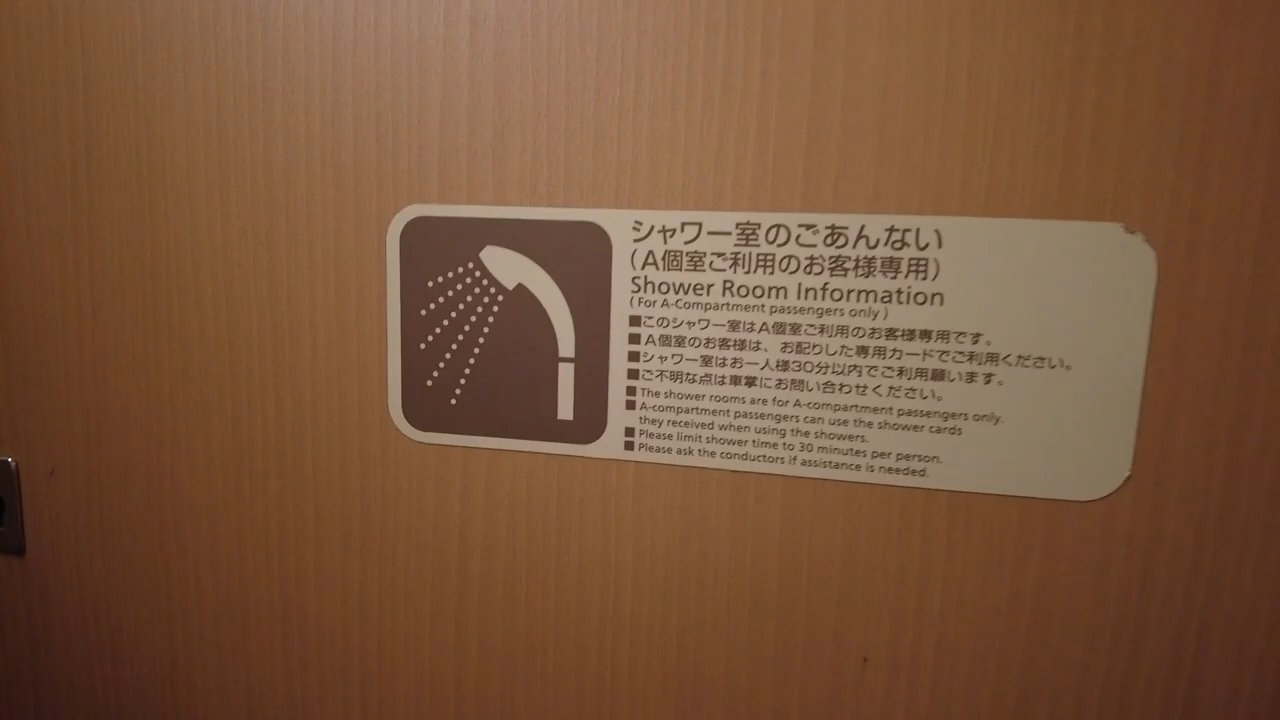 シャワー室のごあんない
(A個室ご利用のお客様専用)
Shower Room Information
( For A-Compartment passengers only )
■このシャワー室はA個室ご利用のお客様専用です。
■A個室のお客様は、お配りした専用カードでご利用ください。
■シャワー室はお一人様30分以内でご利用願います。
■ご不明な点は車掌にお問い合わせください。
■ The shower rooms are for A-compartment passengers only.
■ A-compartment passengers can use the shower cards
they received when using the showers.
■ Please limit shower time to 30 minutes per person.
■ Please ask the conductors if assistance is needed.